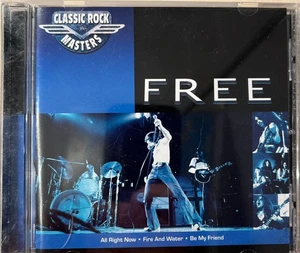 CLASSIC ROCK
MASTERS
FREE
All Right Now • Fire And Water • Be My Friend